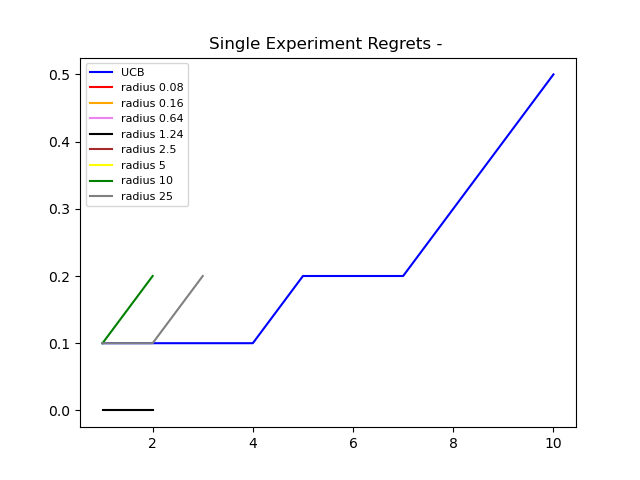 Single Experiment Regrets -
UCB
radius 0.08
radius 0.16
radius 0.64
radius 1.24
radius 2.5
radius 5
radius 10
radius 25
0.5
0.4
0.3
0.2
0.1
0.0
2 4 6 8 10